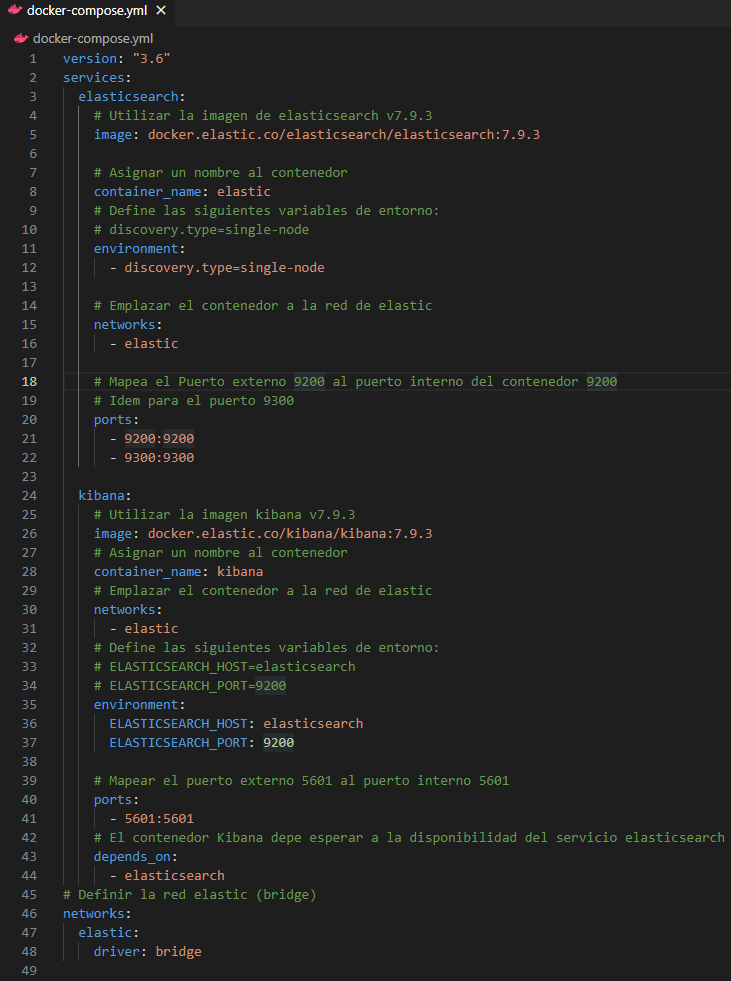 docker-compose.yml ×
docker-compose.yml
1 version: "3.6"
2 services:
3   elasticsearch:
4     # Utilizar la imagen de elasticsearch v7.9.3
5     image: docker.elastic.co/elasticsearch/elasticsearch:7.9.3
6
7     # Asignar un nombre al contenedor
8     container_name: elastic
9     # Define las siguientes variables de entorno:
10     # discovery.type=single-node
11     environment:
12       - discovery.type=single-node
13
14     # Emplazar el contenedor a la red de elastic
15     networks:
16       - elastic
17
18     # Mapea el Puerto externo 9200 al puerto interno del contenedor 9200
19     # Idem para el puerto 9300
20     ports:
21       - 9200:9200
22       - 9300:9300
23
24   kibana:
25     # Utilizar la imagen kibana v7.9.3
26     image: docker.elastic.co/kibana/kibana:7.9.3
27     # Asignar un nombre al contenedor
28     container_name: kibana
29     # Emplazar el contenedor a la red de elastic
30     networks:
31       - elastic
32     # Define las siguientes variables de entorno:
33     # ELASTICSEARCH_HOST=elasticsearch
34     # ELASTICSEARCH_PORT=9200
35     environment:
36       ELASTICSEARCH_HOST: elasticsearch
37       ELASTICSEARCH_PORT: 9200
38
39     # Mapear el puerto externo 5601 al puerto interno 5601
40     ports:
41       - 5601:5601
42     # El contenedor Kibana depe esperar a la disponibilidad del servicio elasticsearch
43     depends_on:
44       - elasticsearch
45 # Definir la red elastic (bridge)
46 networks:
47   elastic:
48     driver: bridge
49